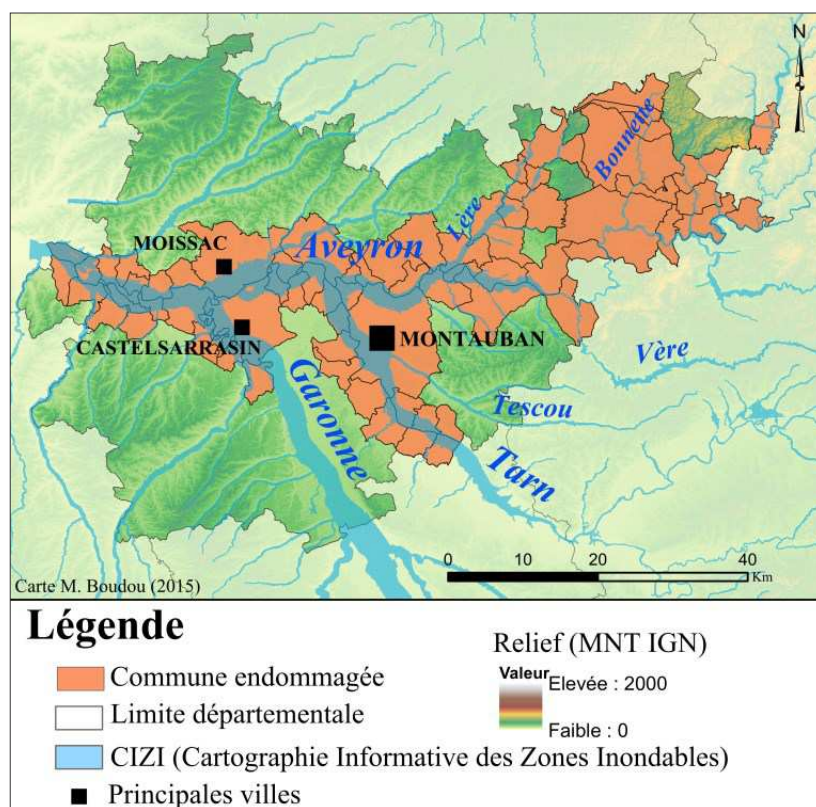 N
Bonnette
Lère
MOISSAC
Aveyron
CASTELSARRASIN
MONTAUBAN
Vère
Garonne
Tescou
Tarn
0 10 20 40
Km
Carte M. Boudou (2015)
Légende
Commune endommagée
Limite départementale
CIZI (Cartographie Informative des Zones Inondables)
Principales villes
Relief (MNT IGN)
Valeur
Elevée : 2000
Faible : 0